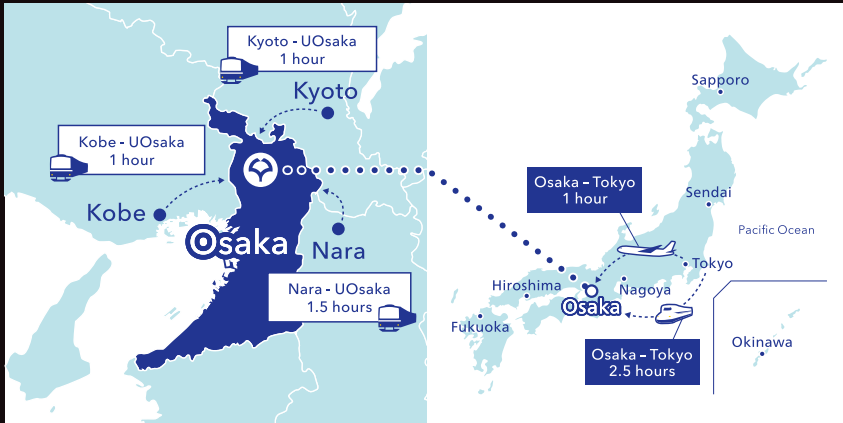 Kyoto - UOsaka
1 hour
Kyoto
Kobe - UOsaka
1 hour
Kobe
Osaka
Nara
Nara - UOsaka
1.5 hours
Sapporo
Osaka – Tokyo
1 hour
Sendai
Pacific Ocean
Tokyo
Hiroshima
Nagoya
Osaka
Fukuoka
Osaka – Tokyo
2.5 hours
Okinawa